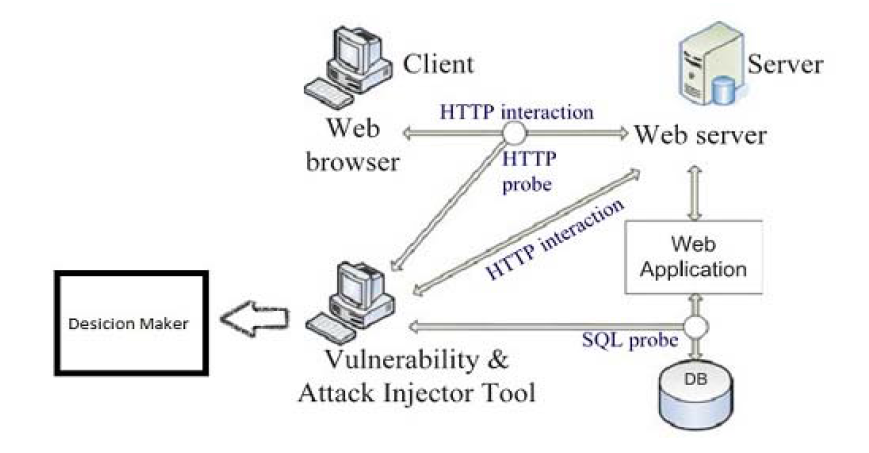 Client
Server
HTTP interaction
Web
browser
Web server
HTTP
probe
HTTP interaction
Web
Application
Desicion Maker
SQL probe
Vulnerability &
Attack Injector Tool
DB